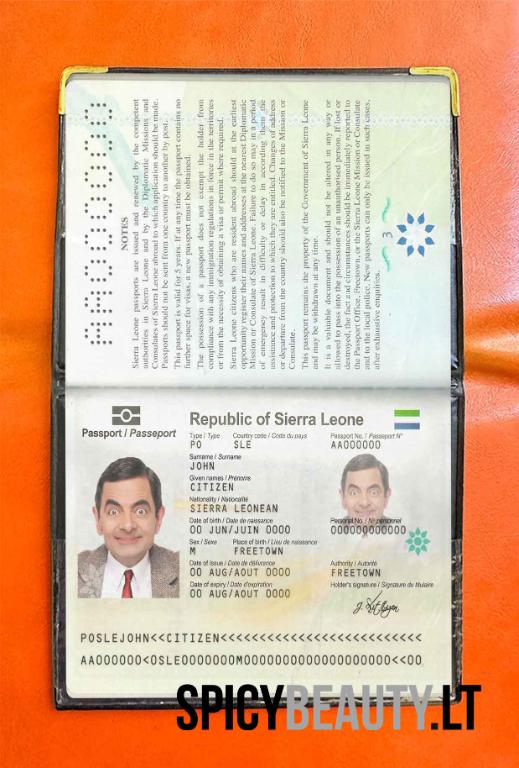 AA000000
NOTES
Sierra Leone passports are issued and renewed by the competent
authorities in Sierra Leone and by the Diplomatic Missions and
Consulates of Sierra Leone abroad to which applications should be made.
Passports should not be sent from one country to another by post.
This passport is valid for 5 years. If at any time the passport contains no
further space for visas, a new passport must be obtained.
The possession of a passport does not exempt the holder from
compliance with any immigration regulations in force in the territories
or from the necessity of obtaining a visa or permit where required.
Sierra Leone citizens who are resident abroad should at the earliest
opportunity register their names and addresses at the nearest Diplomatic
Mission or Consulate of Sierra Leone. Failure to do so may in a period
of emergency result in difficulty or delay in according them the
assistance and protection to which they are entitled. Changes of address
or departure from the country should also be notified to the Mission or
Consulate.
This passport remains the property of the Government of Sierra Leone
and may be withdrawn at any time.
It is a valuable document and should not be altered in any way or
allowed to pass into the possession of an unauthorised person. If lost or
destroyed, the fact and circumstances should be immediately reported to
the Passport Office, Freetown, or the Sierra Leone Mission or Consulate
and to the local police. New passports can only be issued in such cases,
after exhaustive enquiries.
3
Republic of Sierra Leone
Passport / Passeport
Type / Type Country code / Code du pays Passport No. / Passeport N°
PO SLE AA000000
Surname / Surname
JOHN
Given names / Prénoms
CITIZEN
Nationality / Nationalité
SIERRA LEONEAN
Date of birth / Date de naissance Personal No. / N° personnel
00 JUN/JUIN 0000 000000000000
Sex / Sexe Place of birth / Lieu de naissance
M FREETOWN
Date of issue / Date de délivrance Authority / Autorité
00 AUG/AOUT 0000 FREETOWN
Date of expiry / Date d'expiration Holder's signature / Signature du titulaire
00 AUG/AOUT 0000
POSLEJOHN<<CITIZEN<<<<<<<<<<<<<<<<<<<<<<<<<<
AA000000<0SLE0000000M0000000000000000000<<00
SPICYBEAUTY.LT